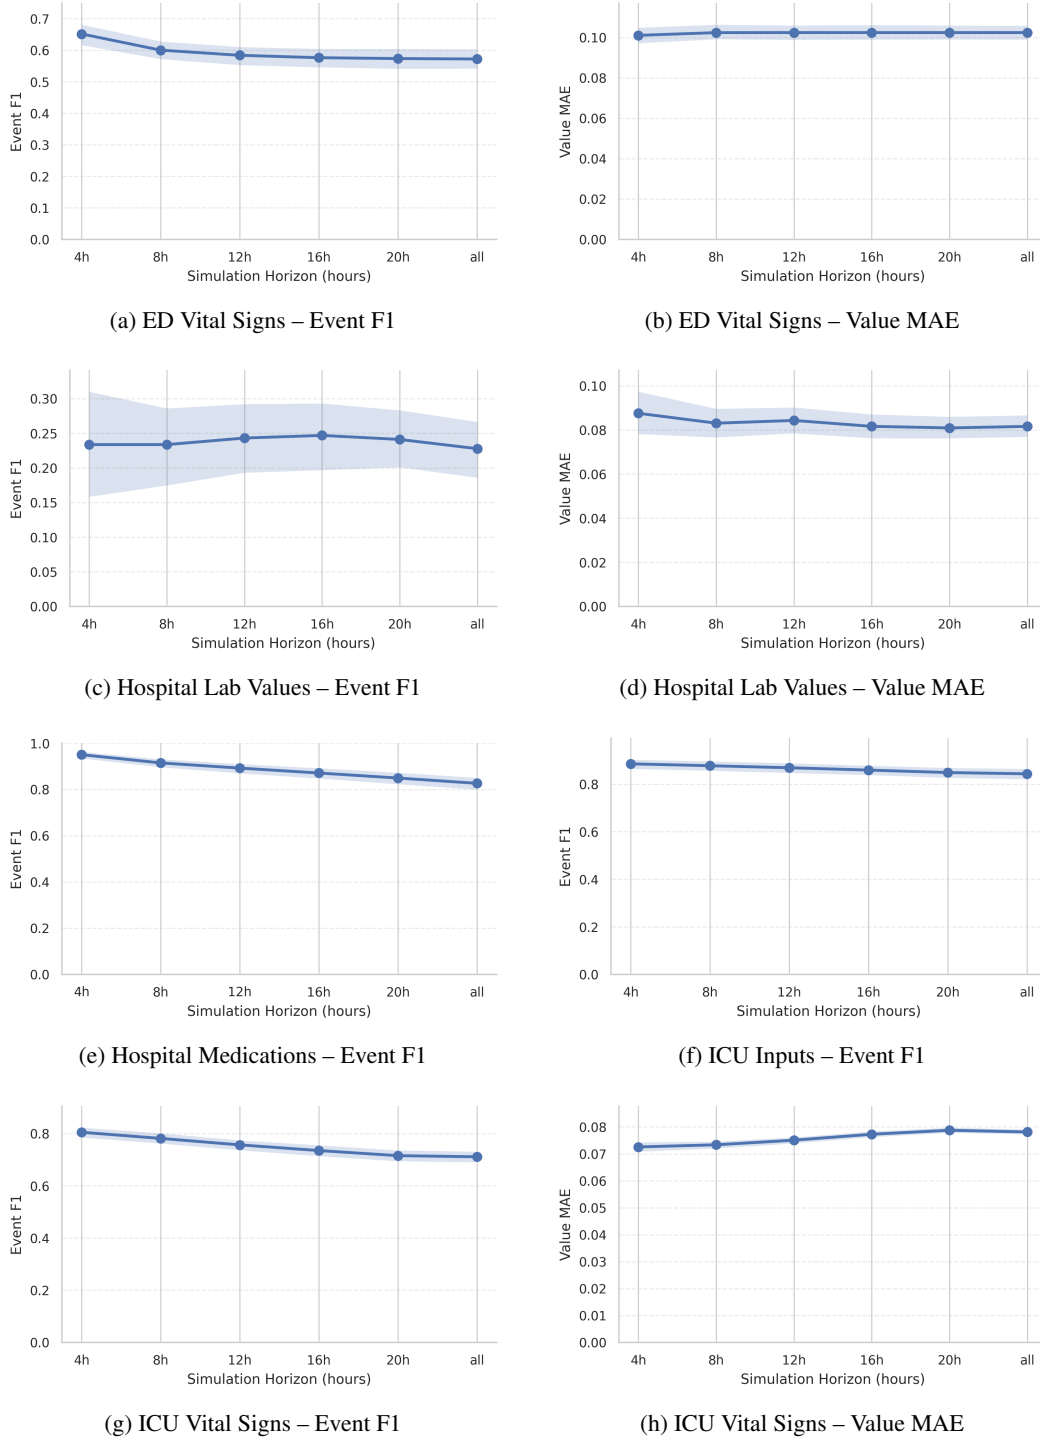 0.7
0.6
0.5
0.4
0.3
0.2
0.1
0.0
Event F1
4h 8h 12h 16h 20h all
Simulation Horizon (hours)
(a) ED Vital Signs – Event F1
0.10
0.08
0.06
0.04
0.02
0.00
Value MAE
4h 8h 12h 16h 20h all
Simulation Horizon (hours)
(b) ED Vital Signs – Value MAE
0.30
0.25
0.20
0.15
0.10
0.05
0.00
Event F1
4h 8h 12h 16h 20h all
Simulation Horizon (hours)
(c) Hospital Lab Values – Event F1
0.10
0.08
0.06
0.04
0.02
0.00
Value MAE
4h 8h 12h 16h 20h all
Simulation Horizon (hours)
(d) Hospital Lab Values – Value MAE
1.0
0.8
0.6
0.4
0.2
0.0
Event F1
4h 8h 12h 16h 20h all
Simulation Horizon (hours)
(e) Hospital Medications – Event F1
0.8
0.6
0.4
0.2
0.0
Event F1
4h 8h 12h 16h 20h all
Simulation Horizon (hours)
(f) ICU Inputs – Event F1
0.8
0.6
0.4
0.2
0.0
Event F1
4h 8h 12h 16h 20h all
Simulation Horizon (hours)
(g) ICU Vital Signs – Event F1
0.08
0.07
0.06
0.05
0.04
0.03
0.02
0.01
0.00
Value MAE
4h 8h 12h 16h 20h all
Simulation Horizon (hours)
(h) ICU Vital Signs – Value MAE